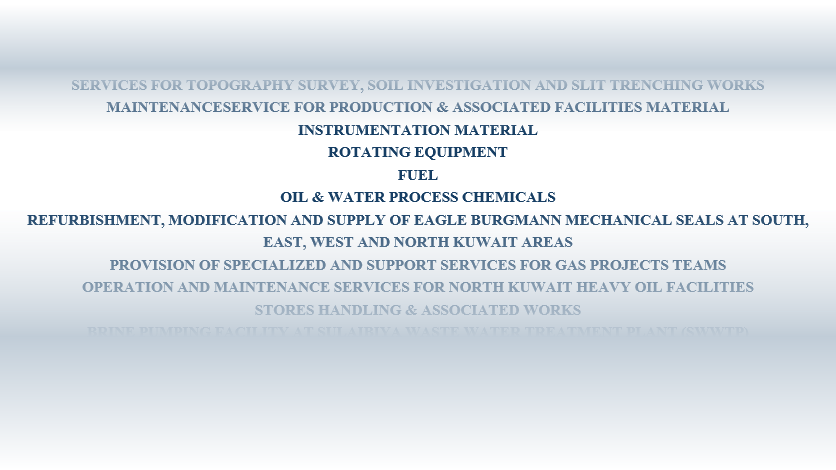 SERVICES FOR TOPOGRAPHY SURVEY, SOIL INVESTIGATION AND SLIT TRENCHING WORKS
MAINTENANCESERVICE FOR PRODUCTION & ASSOCIATED FACILITIES MATERIAL
INSTRUMENTATION MATERIAL
ROTATING EQUIPMENT
FUEL
OIL & WATER PROCESS CHEMICALS
REFURBISHMENT, MODIFICATION AND SUPPLY OF EAGLE BURGMANN MECHANICAL SEALS AT SOUTH,
EAST, WEST AND NORTH KUWAIT AREAS
PROVISION OF SPECIALIZED AND SUPPORT SERVICES FOR GAS PROJECTS TEAMS
OPERATION AND MAINTENANCE SERVICES FOR NORTH KUWAIT HEAVY OIL FACILITIES
STORES HANDLING & ASSOCIATED WORKS
BRINE PUMPING FACILITY AT SULAIBIYA WASTE WATER TREATMENT PLANT (SWWTP)